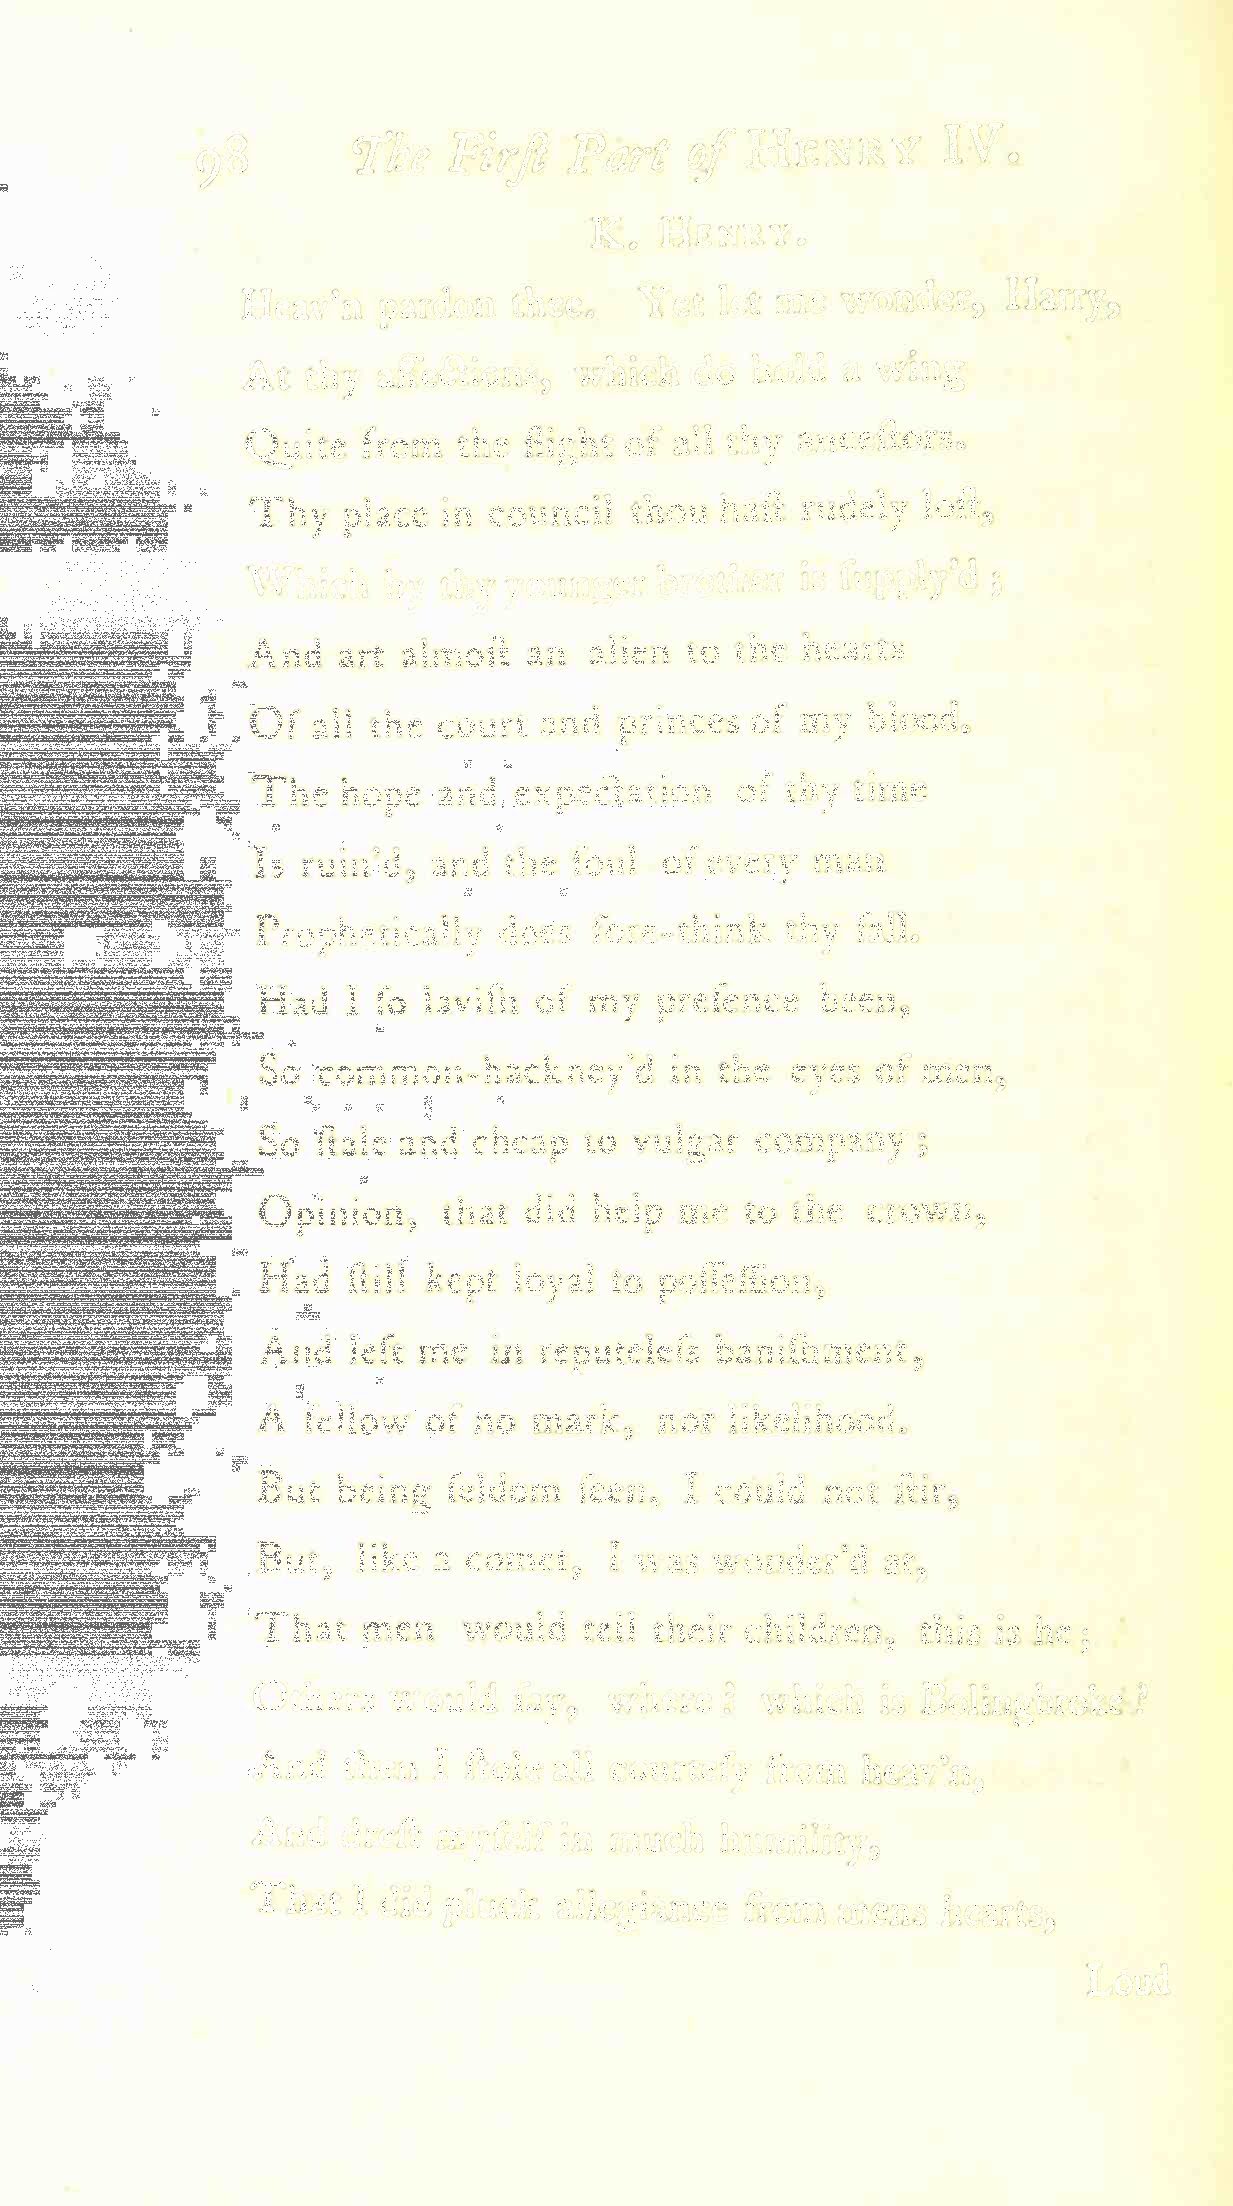 98 The Firſt Part of HENRY IV.
K. HENRY.
Heav'n pardon thee. Yet let me wonder, Harry,
At thy affections, which do hold a wing
Quite from the flight of all thy anceſtors.
Thy place in council thou haſt rudely loſt,
Which by thy younger brother is ſupply'd;
And art almoſt an alien to the hearts
Of all the court and princes of my blood.
The hope and expectation of thy time
Is ruin'd, and the ſoul of every man
Prophetically does fore-think thy fall.
Had I ſo laviſh of my preſence been,
So common-hackney'd in the eyes of men,
So ſtale and cheap to vulgar company;
Opinion, that did help me to the crown,
Had ſtill kept loyal to poſſeſſion,
And left me in reputeleſs baniſhment,
A fellow of no mark, nor likelihood.
But being ſeldom ſeen, I could not ſtir,
But, like a comet, I was wonder'd at,
That men would tell their children, this is he;
Others would ſay, where? which is Bolingbroke?
And then I ſtole all courteſy from heav'n,
And dreſt myſelf in much humility,
That I did pluck allegiance from mens hearts,
Loud